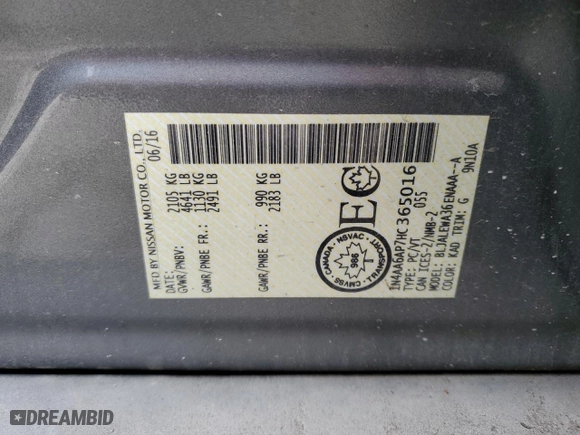 MFD BY NISSAN MOTOR CO., LTD.
DATE: 06/16
GVWR/PNBV: 2105 KG
4641 LB
GAWR/PNBE FR.: 1130 KG
2491 LB
GAWR/PNBE RR.: 990 KG
2183 LB
EC
CANADA - NSVAC - TRANSPORT - CMVSS -
986
T
1N4AA6AP7HC365016
TYPE: PC/VT 055
CAN ICES-2/NMB-2
MODEL: BLJALEWA36ENAAA--A
COLOR: KAD TRIM: G 9N10A
DREAMBID